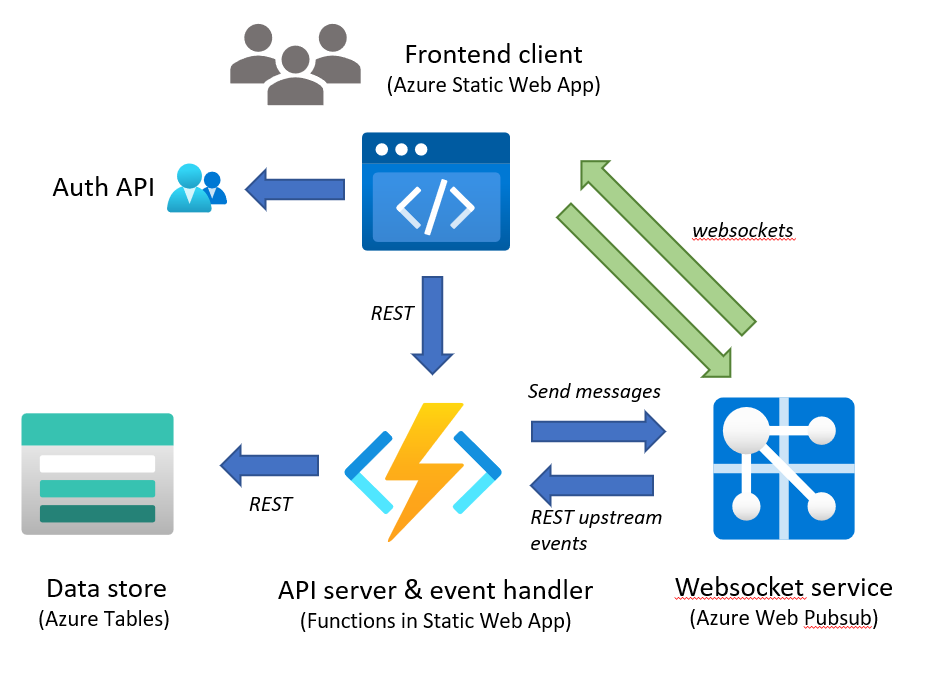 Frontend client
(Azure Static Web App)
Auth API
websockets
REST
Send messages
REST
REST upstream
events
Data store
(Azure Tables)
API server & event handler
(Functions in Static Web App)
Websocket service
(Azure Web Pubsub)